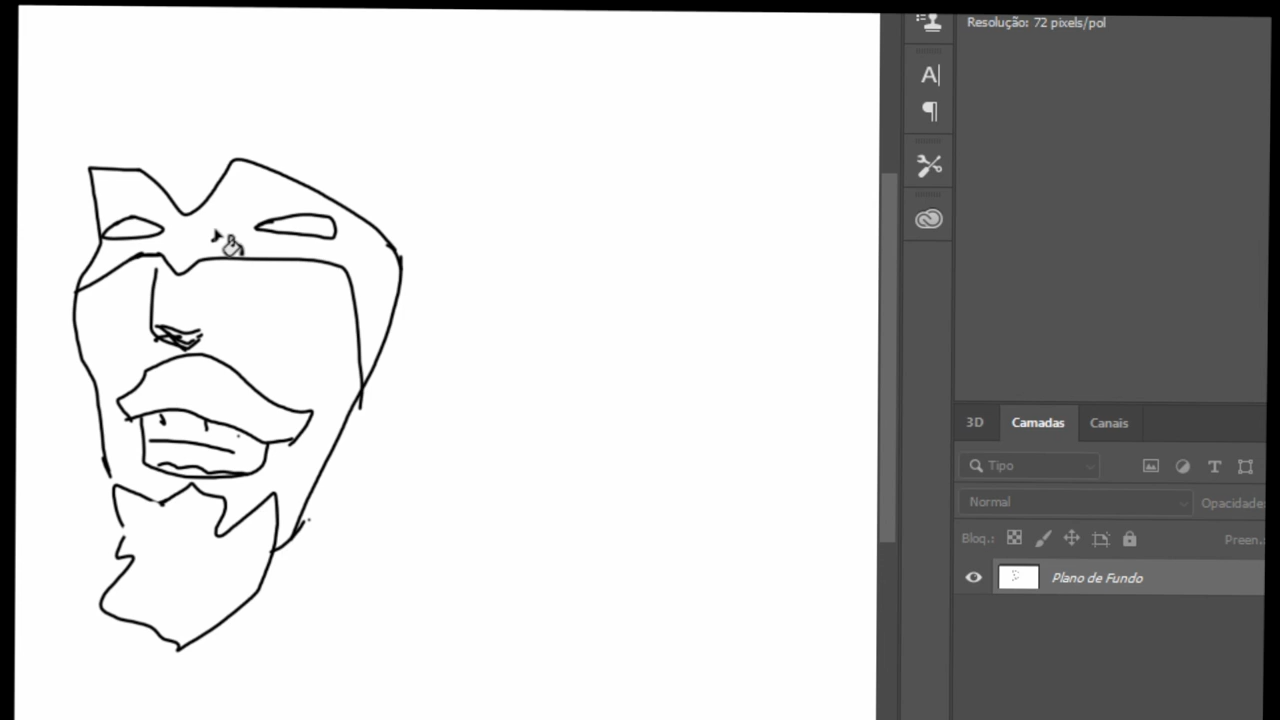 Resolução: 72 pixels/pol
A
3D Camadas Canais
Tipo
Normal Opacidade
Bloq.: Preen.:
Plano de Fundo